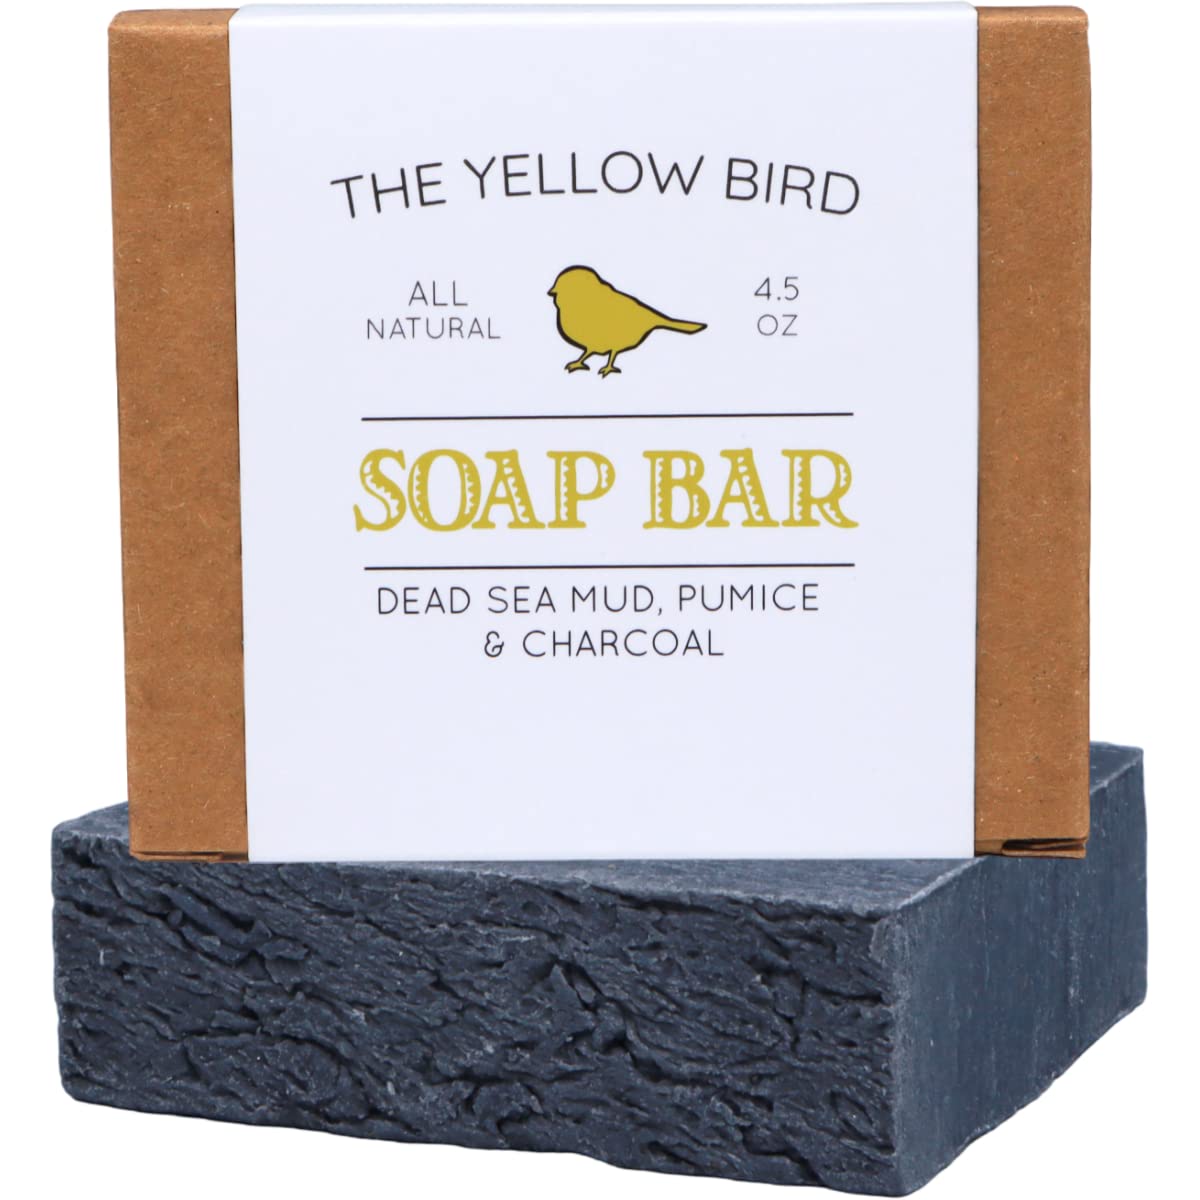 THE YELLOW BIRD
ALL
NATURAL
4.5
OZ
SOAP BAR
DEAD SEA MUD, PUMICE
& CHARCOAL